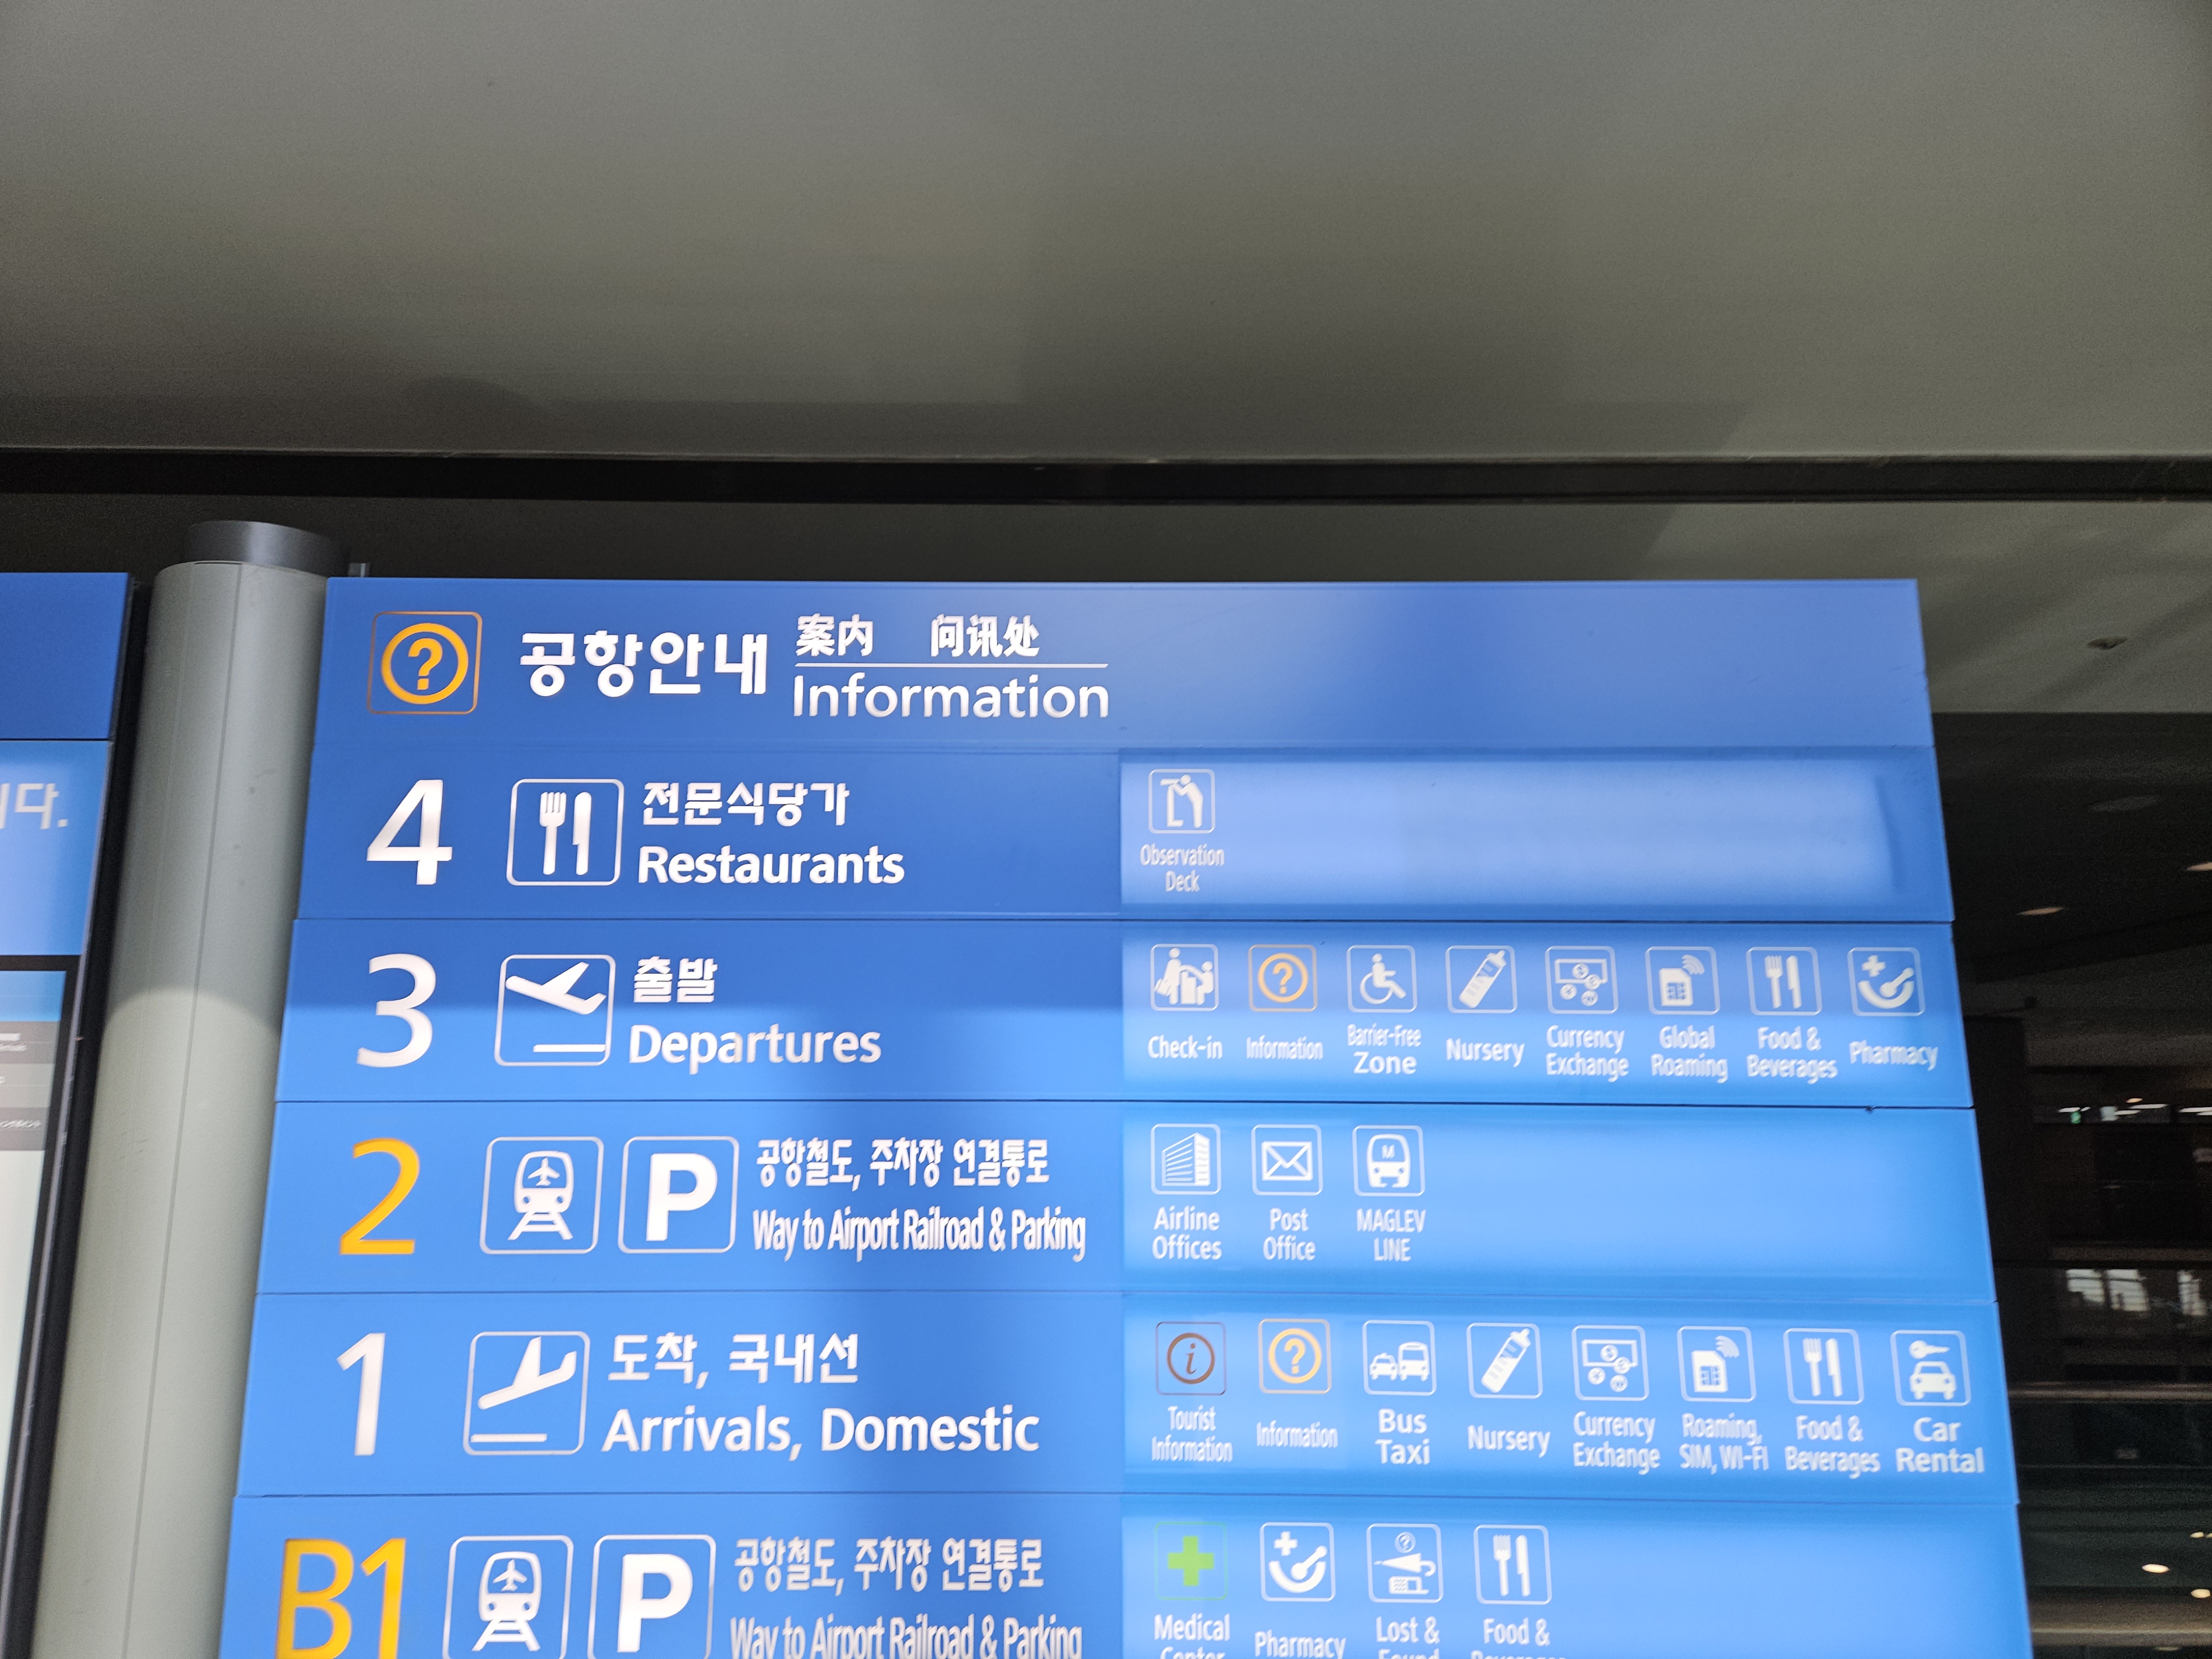 니다.
?
공항안내
案内 问讯处
Information
4
전문식당가
Restaurants
Observation
Deck
3
출발
Departures
Check-in
?
Information
Barrier-Free
Zone
Nursery
Currency
Exchange
Global
Roaming
Food &
Beverages
Pharmacy
2
P
공항철도, 주차장 연결통로
Way to Airport Railroad & Parking
Airline
Offices
Post
Office
M
MAGLEV
LINE
1
도착, 국내선
Arrivals, Domestic
i
Tourist
Information
?
Information
Bus
Taxi
Nursery
Currency
Exchange
Roaming,
SIM, WI-FI
Food &
Beverages
Car
Rental
B1
P
공항철도, 주차장 연결통로
Way to Airport Railroad & Parking
Medical
Center
Pharmacy
?
Lost &
Found
Food &
Beverages